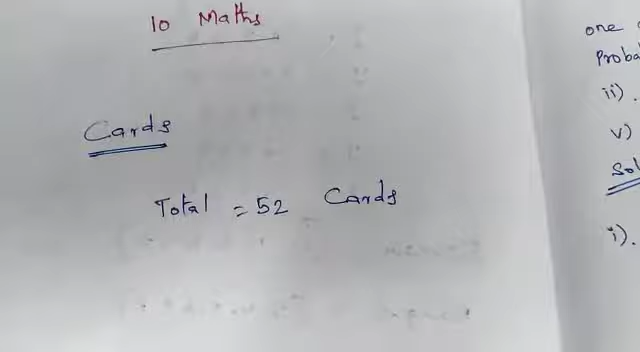 10 Maths
Cards
Total = 52 Cards
one
Proba
ii).
v)
Sol
i).